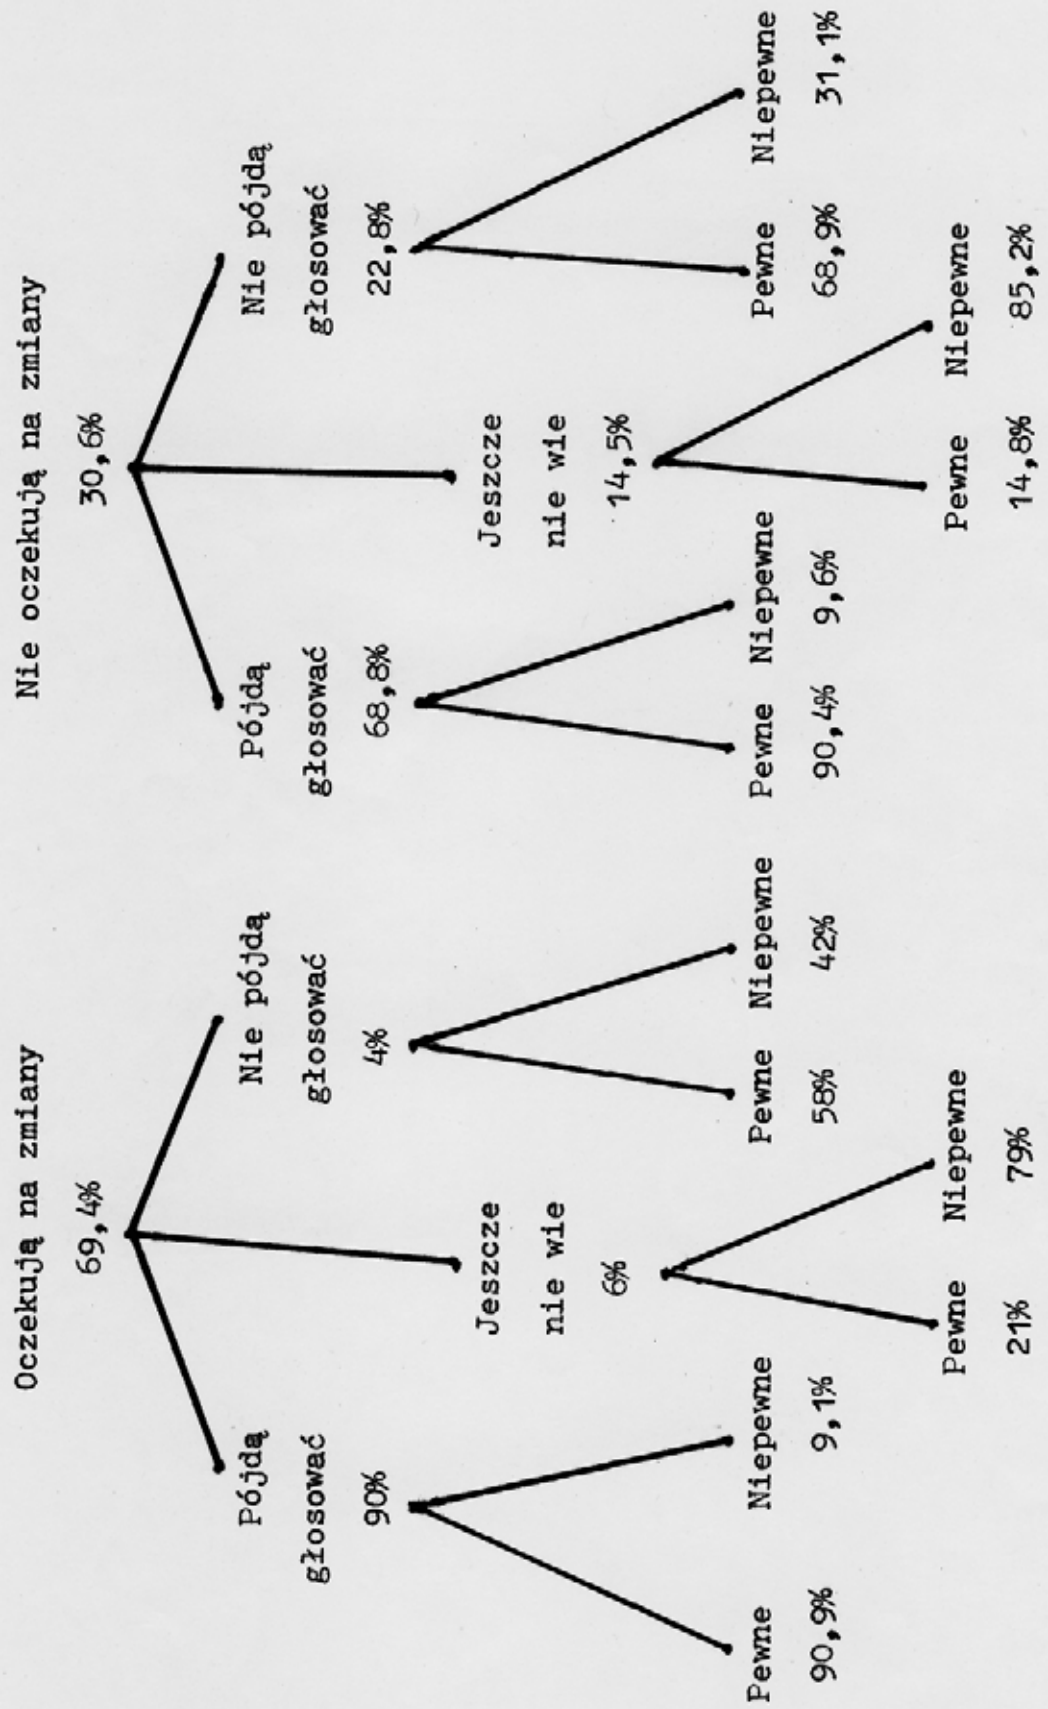 Oczekują na zmiany
69,4%
Pójdą
głosować
90%
Pewne
90,9%
Niepewne
9,1%
Jeszcze
nie wie
6%
Pewne
21%
Niepewne
79%
Nie pójdą
głosować
4%
Pewne
58%
Niepewne
42%
Nie oczekują na zmiany
30,6%
Pójdą
głosować
68,8%
Pewne
90,4%
Niepewne
9,6%
Jeszcze
nie wie
14,5%
Pewne
14,8%
Niepewne
85,2%
Nie pójdą
głosować
22,8%
Pewne
68,9%
Niepewne
31,1%